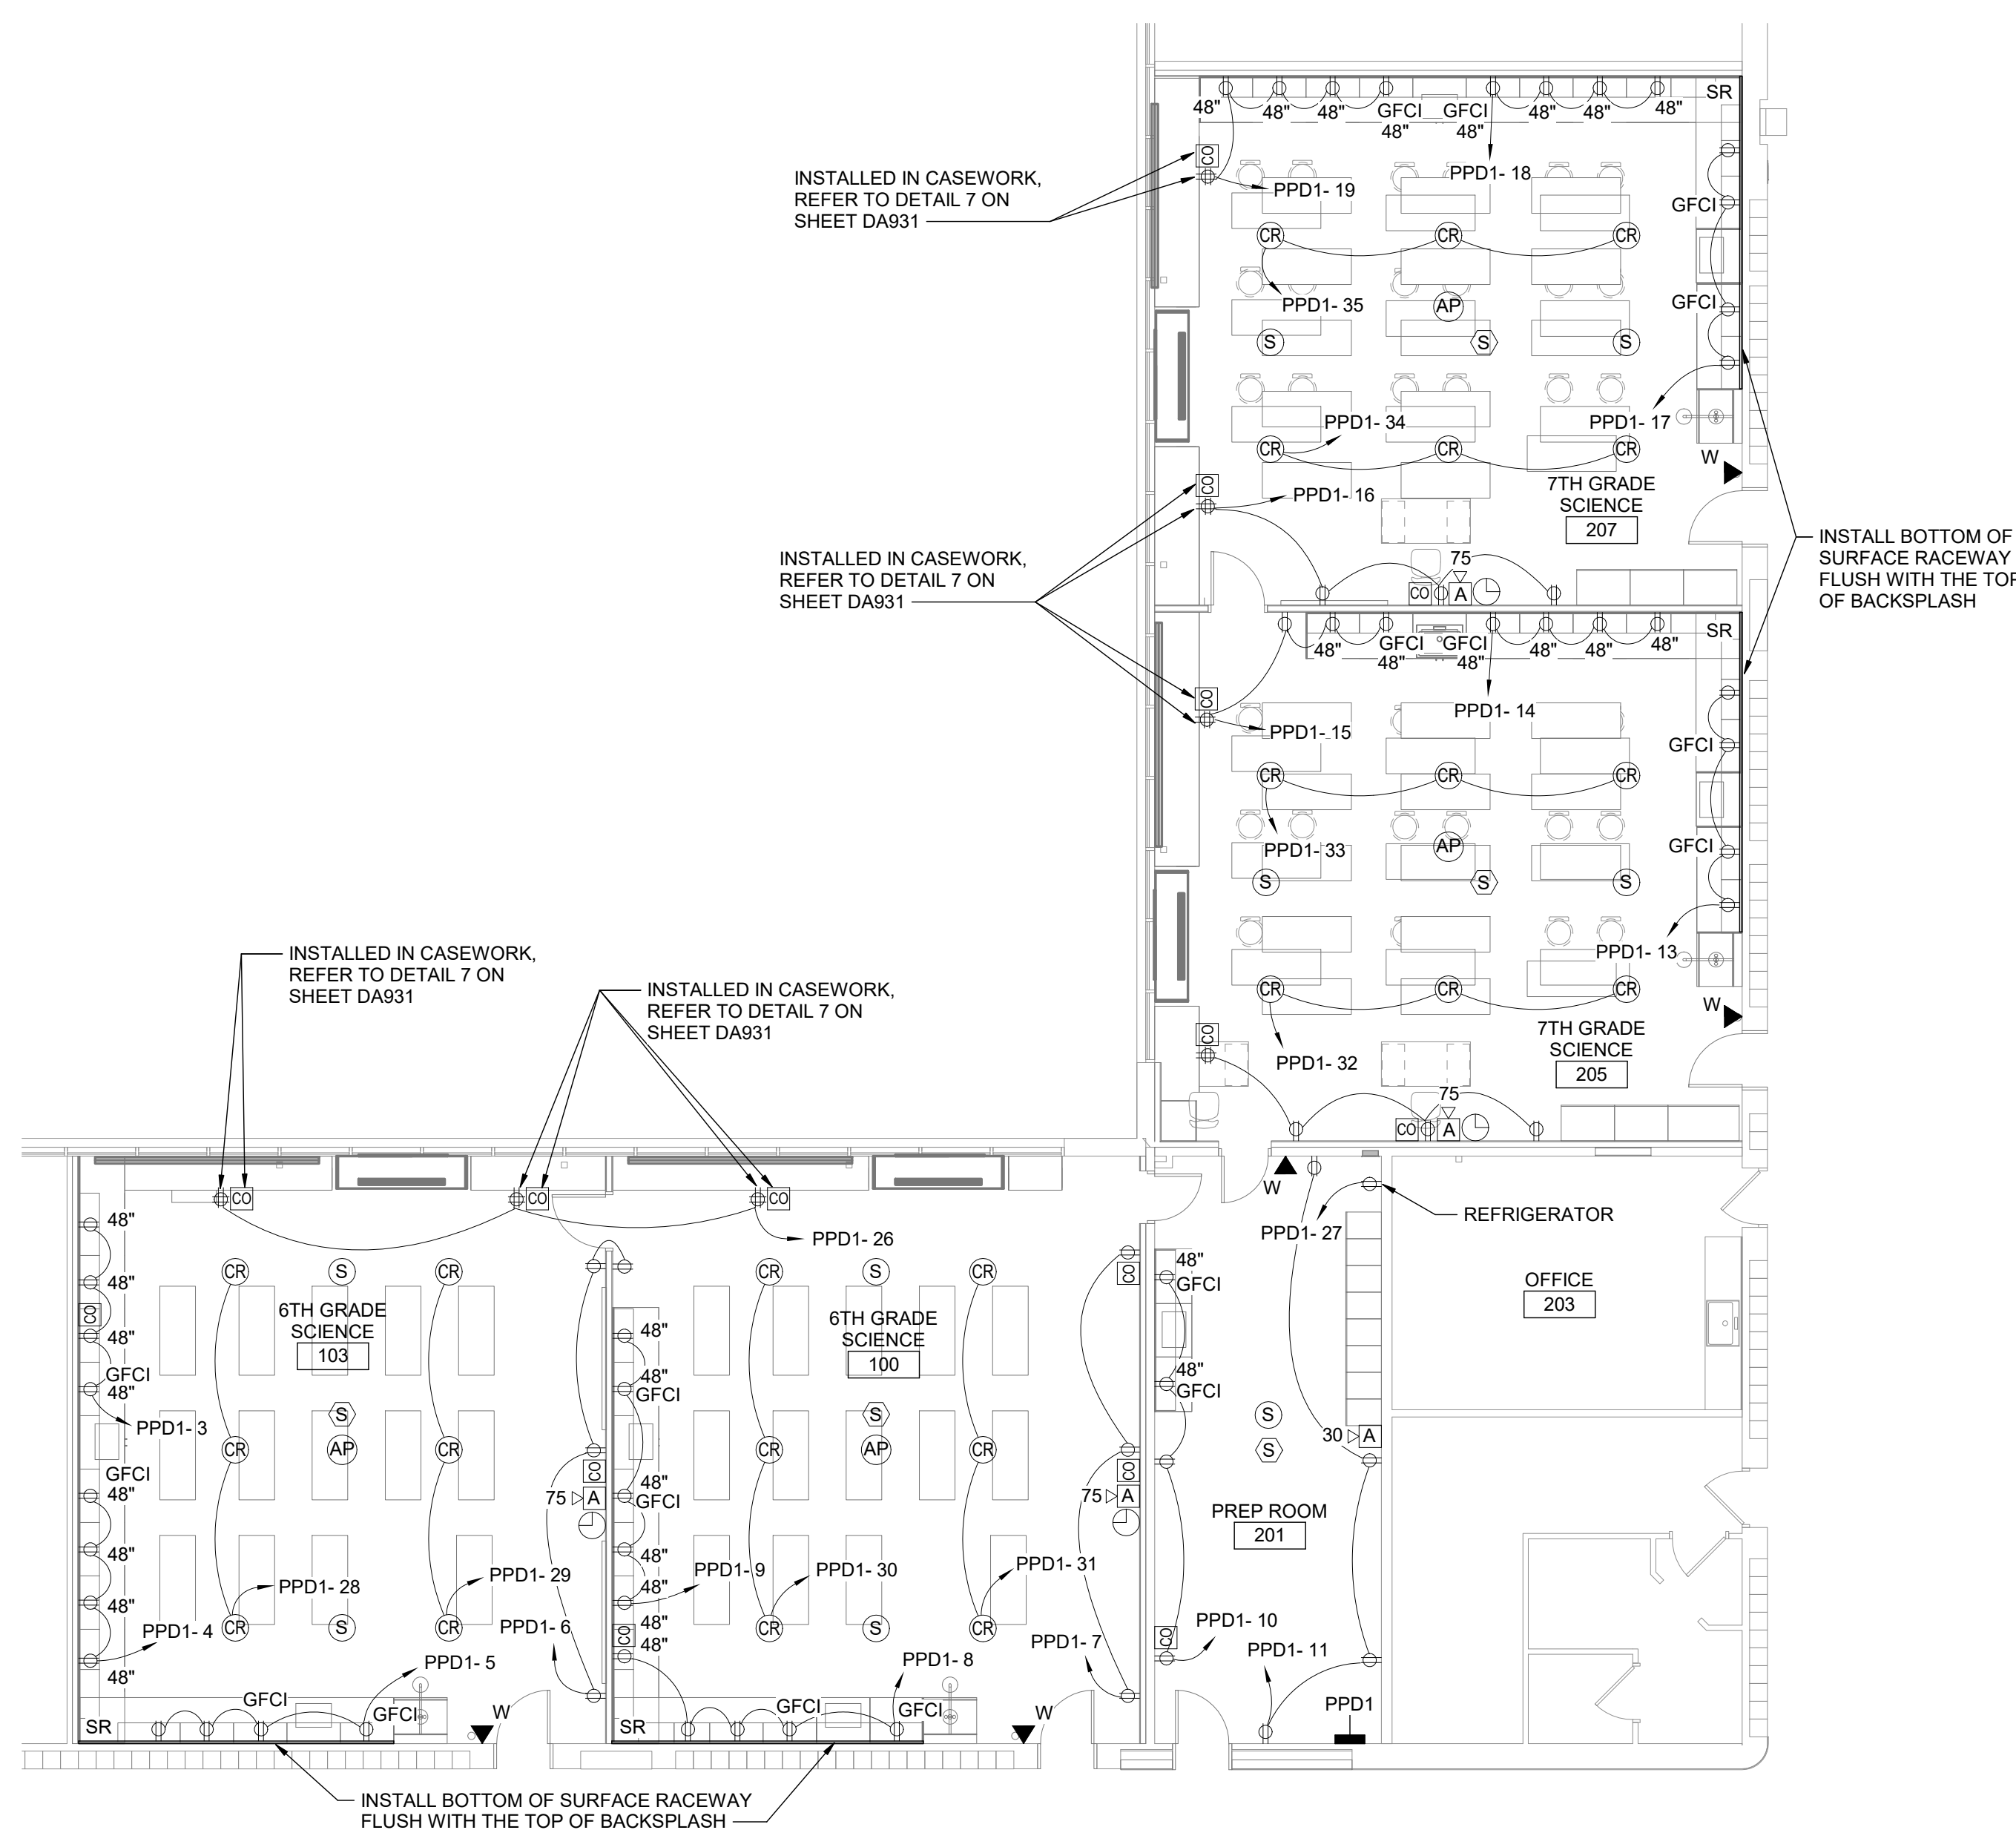 48"
48"
48"
GFCI
48"
GFCI
48"
48"
48"
48"
SR
CO
INSTALLED IN CASEWORK,
REFER TO DETAIL 7 ON
SHEET DA931
PPD1- 19
PPD1- 18
GFCI
CR
CR
CR
PPD1- 35
AP
GFCI
S
S
S
PPD1- 34
PPD1- 17
CR
CR
CR
W
CO
PPD1- 16
7TH GRADE
SCIENCE
207
INSTALL BOTTOM OF
SURFACE RACEWAY
FLUSH WITH THE TOP
OF BACKSPLASH
INSTALLED IN CASEWORK,
REFER TO DETAIL 7 ON
SHEET DA931
75
CO
A
48"
GFCI
48"
GFCI
48"
48"
48"
48"
SR
CO
PPD1- 15
PPD1- 14
GFCI
CR
CR
CR
PPD1- 33
AP
GFCI
S
S
S
PPD1- 13
CR
CR
CR
W
CO
PPD1- 32
7TH GRADE
SCIENCE
205
75
CO
A
INSTALLED IN CASEWORK,
REFER TO DETAIL 7 ON
SHEET DA931
INSTALLED IN CASEWORK,
REFER TO DETAIL 7 ON
SHEET DA931
CO
CO
CO
PPD1- 26
W
PPD1- 27
REFRIGERATOR
48"
48"
CO
48"
GFCI
48"
PPD1- 3
GFCI
48"
48"
48"
48"
PPD1- 4
CR
S
CR
6TH GRADE
SCIENCE
103
S
CR
AP
CR
CO
75
A
PPD1- 28
PPD1- 29
CR
S
CR
PPD1- 6
PPD1- 5
GFCI
GFCI
SR
W
48"
48"
GFCI
48"
GFCI
48"
48"
48"
CO
48"
CR
S
CR
6TH GRADE
SCIENCE
100
S
CR
AP
CR
CO
CO
75
A
PPD1- 9
PPD1- 30
PPD1- 31
CR
S
CR
PPD1- 7
PPD1- 8
GFCI
GFCI
SR
W
48"
GFCI
48"
GFCI
S
S
30
A
PREP ROOM
201
CO
PPD1- 10
PPD1- 11
PPD1
OFFICE
203
INSTALL BOTTOM OF SURFACE RACEWAY
FLUSH WITH THE TOP OF BACKSPLASH